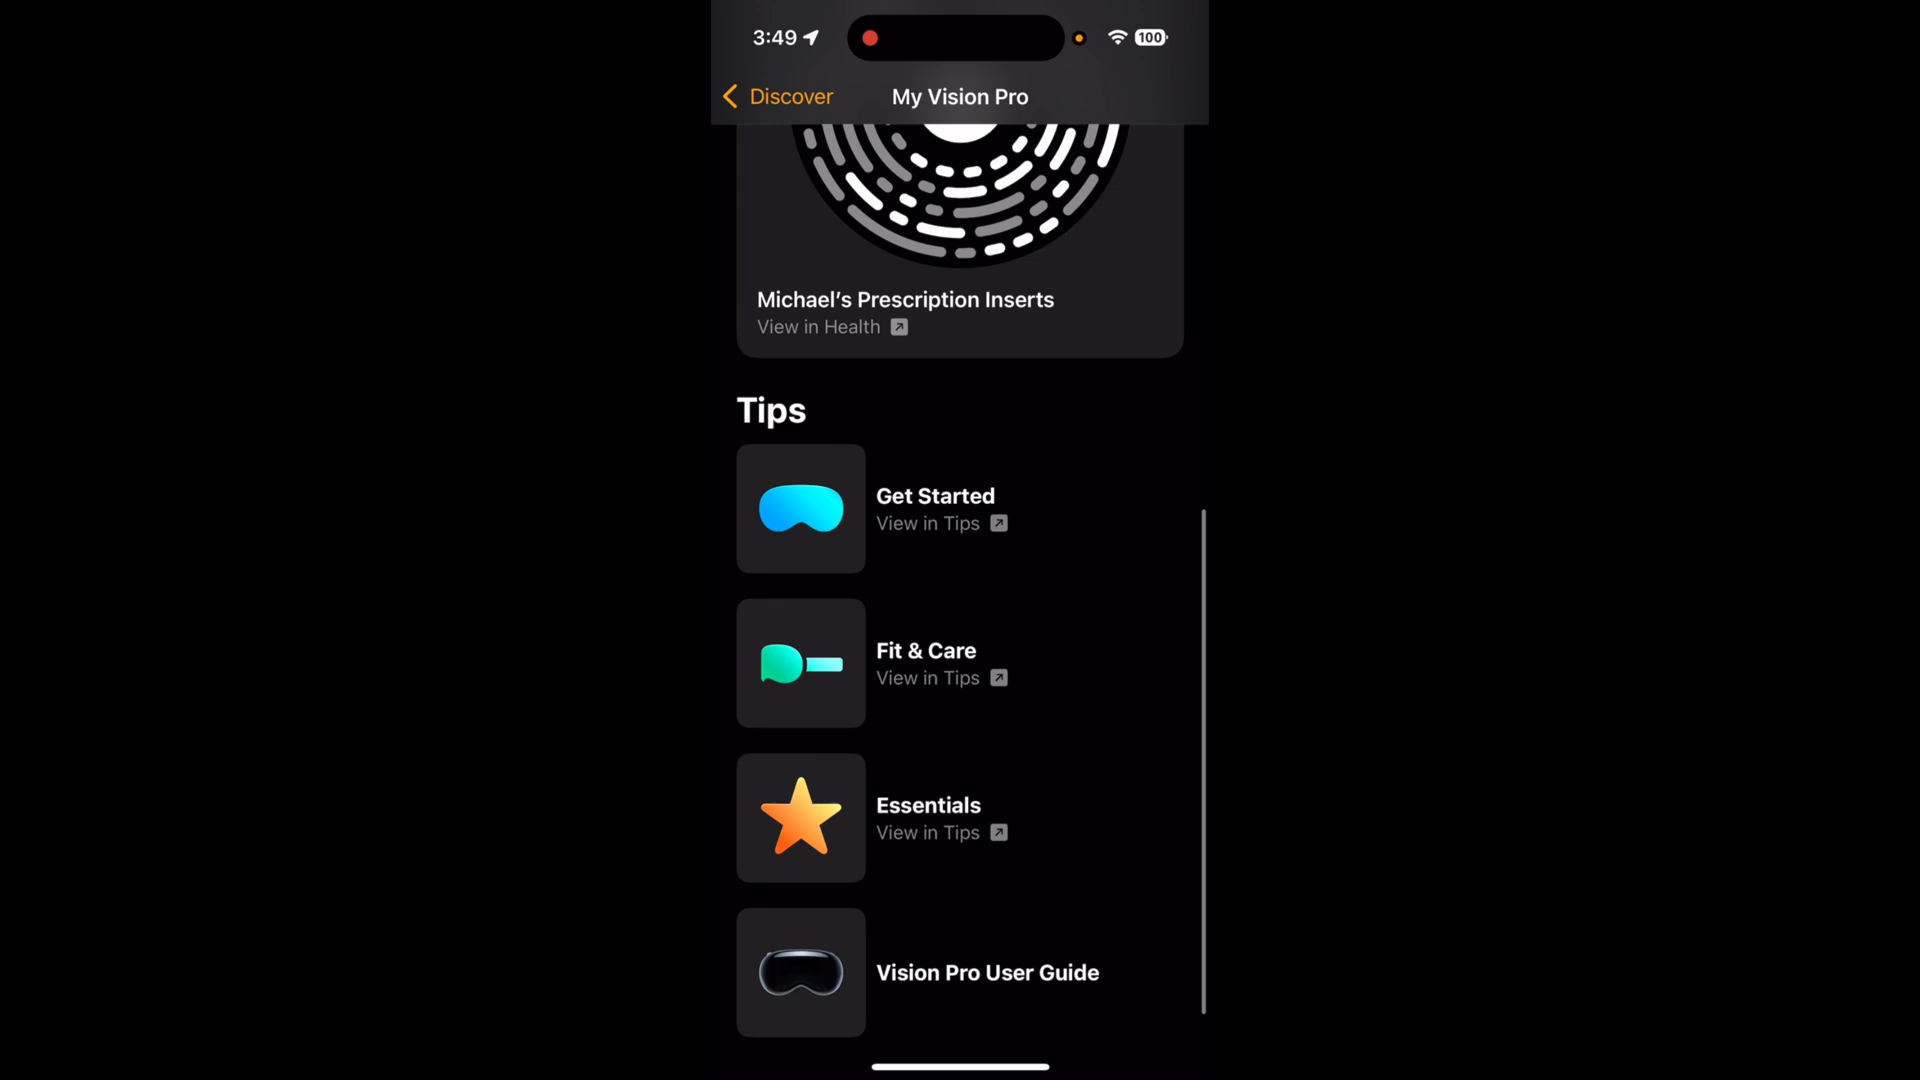 3:49
100
Discover
My Vision Pro
Michael's Prescription Inserts
View in Health
Tips
Get Started
View in Tips
Fit & Care
View in Tips
Essentials
View in Tips
Vision Pro User Guide